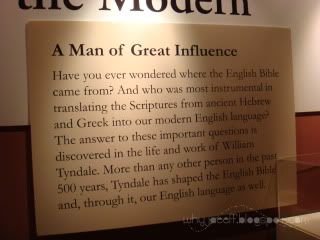 the Modern
A Man of Great Influence
Have you ever wondered where the English Bible
came from? And who was most instrumental in
translating the Scriptures from ancient Hebrew
and Greek into our modern English language?
The answer to these important questions is
discovered in the life and work of William
Tyndale. More than any other person in the past
500 years, Tyndale has shaped the English Bible
and, through it, our English language as well.